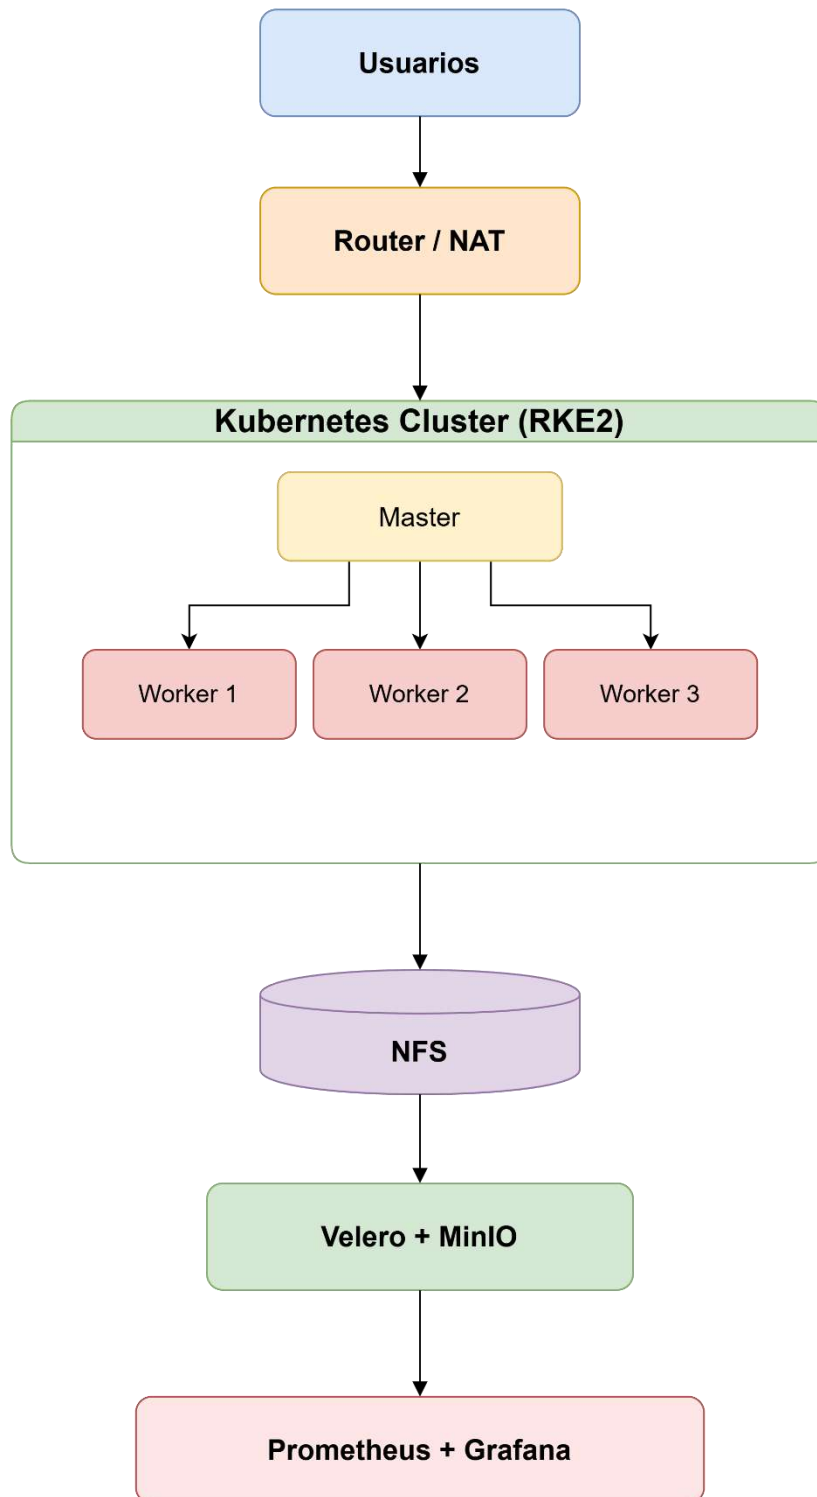 Usuarios
Router / NAT
Kubernetes Cluster (RKE2)
Master
Worker 1
Worker 2
Worker 3
NFS
Velero + MinIO
Prometheus + Grafana